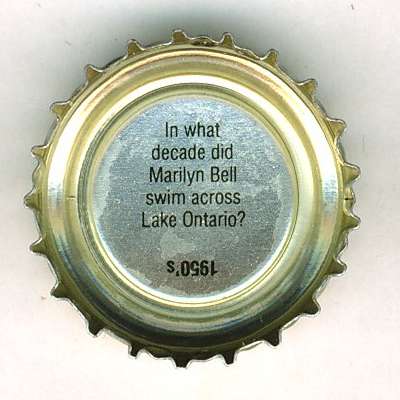 In what
decade did
Marilyn Bell
swim across
Lake Ontario?
1950's